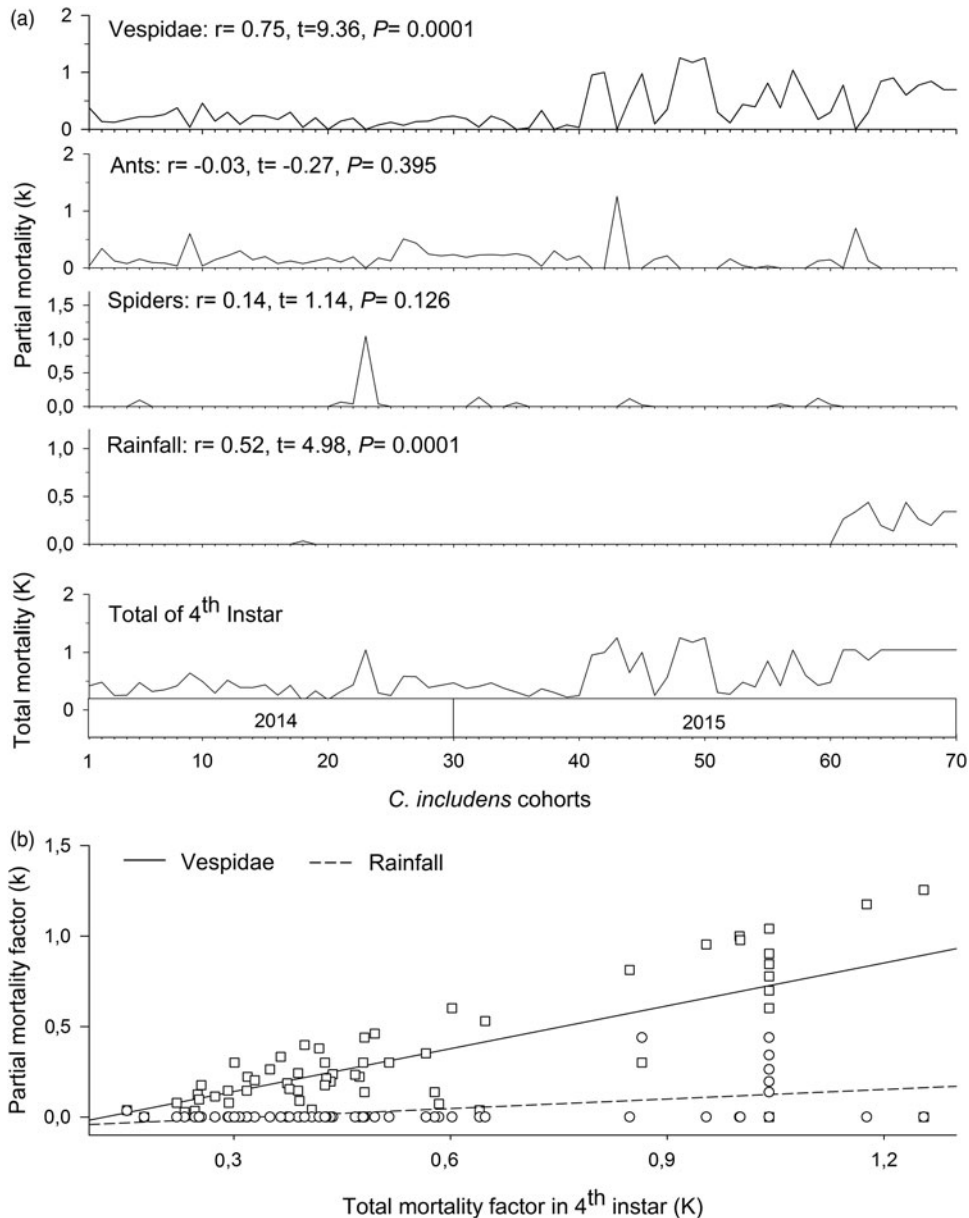 (a)
Vespidae: r= 0.75, t=9.36, P= 0.0001
2
1
0
Ants: r= -0.03, t= -0.27, P= 0.395
2
1
0
Spiders: r= 0.14, t= 1.14, P= 0.126
1,5
1,0
0,5
0,0
Partial mortality (k)
Rainfall: r= 0.52, t= 4.98, P= 0.0001
1,0
0,5
0,0
Total of 4th Instar
2
1
0
Total mortality (K)
2014 2015
1 10 20 30 40 50 60 70
C. includens cohorts
(b)
Vespidae Rainfall
1,5
1,0
0,5
0,0
Partial mortality factor (k)
0,3 0,6 0,9 1,2
Total mortality factor in 4th instar (K)